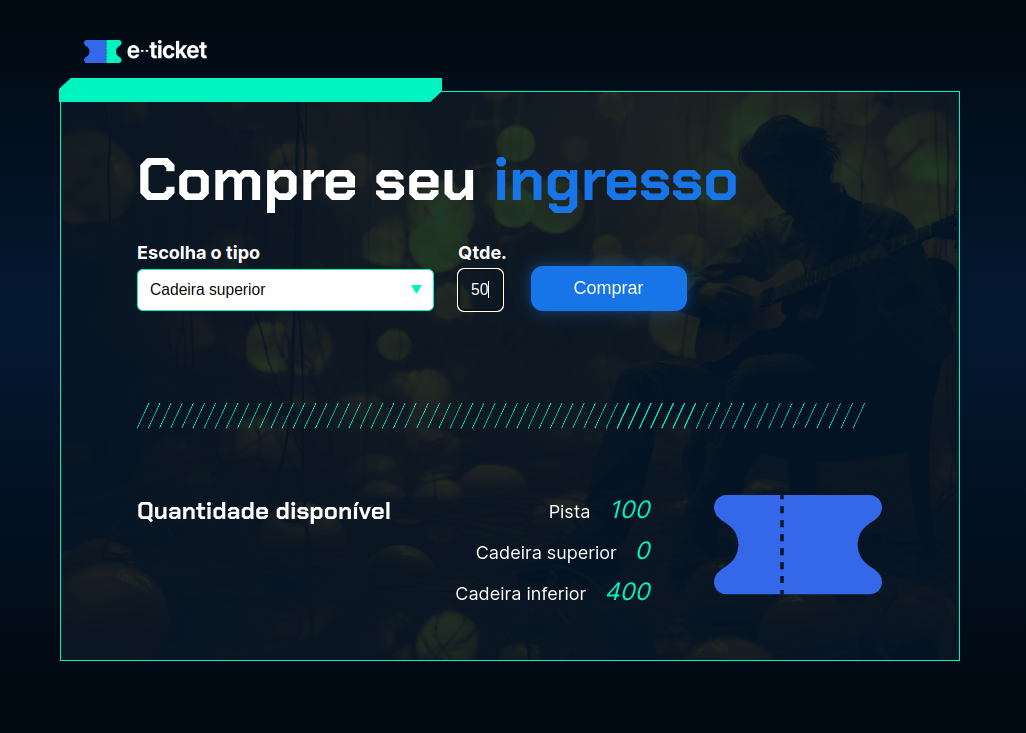 e--ticket
Compre seu ingresso
Escolha o tipo
Qtde.
Cadeira superior
50
Comprar
Quantidade disponível
Pista 100
Cadeira superior 0
Cadeira inferior 400